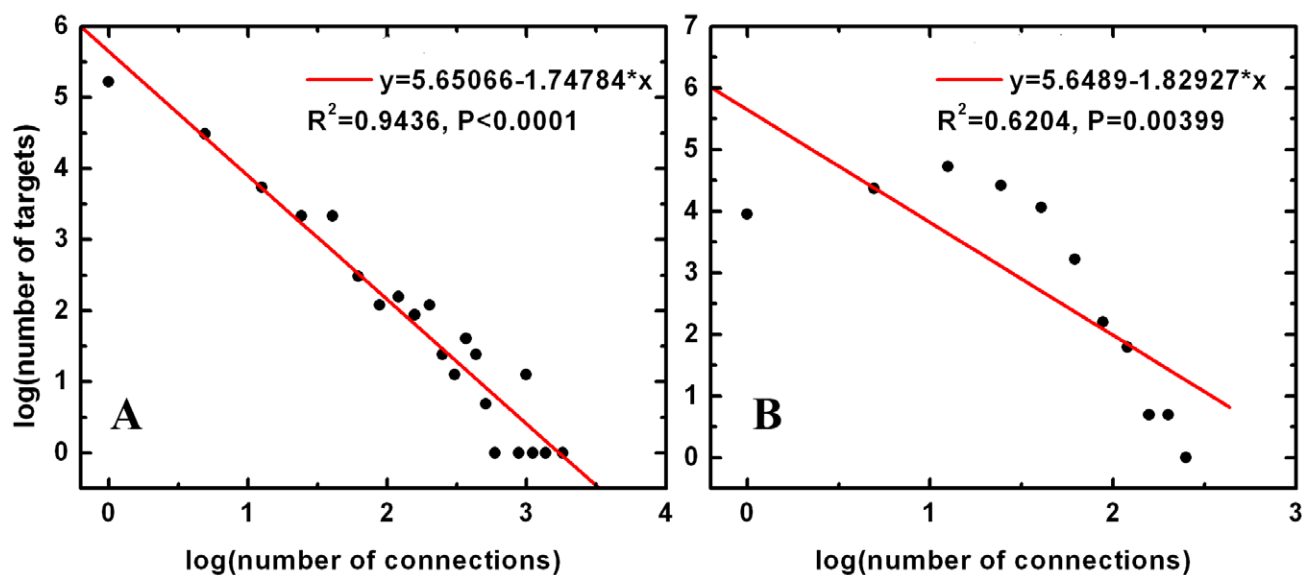 6
5
4
3
2
1
0
log(number of targets)
y=5.65066-1.74784*x
R²=0.9436, P<0.0001
A
0 1 2 3 4
log(number of connections)
7
6
5
4
3
2
1
0
y=5.6489-1.82927*x
R²=0.6204, P=0.00399
B
0 1 2 3
log(number of connections)